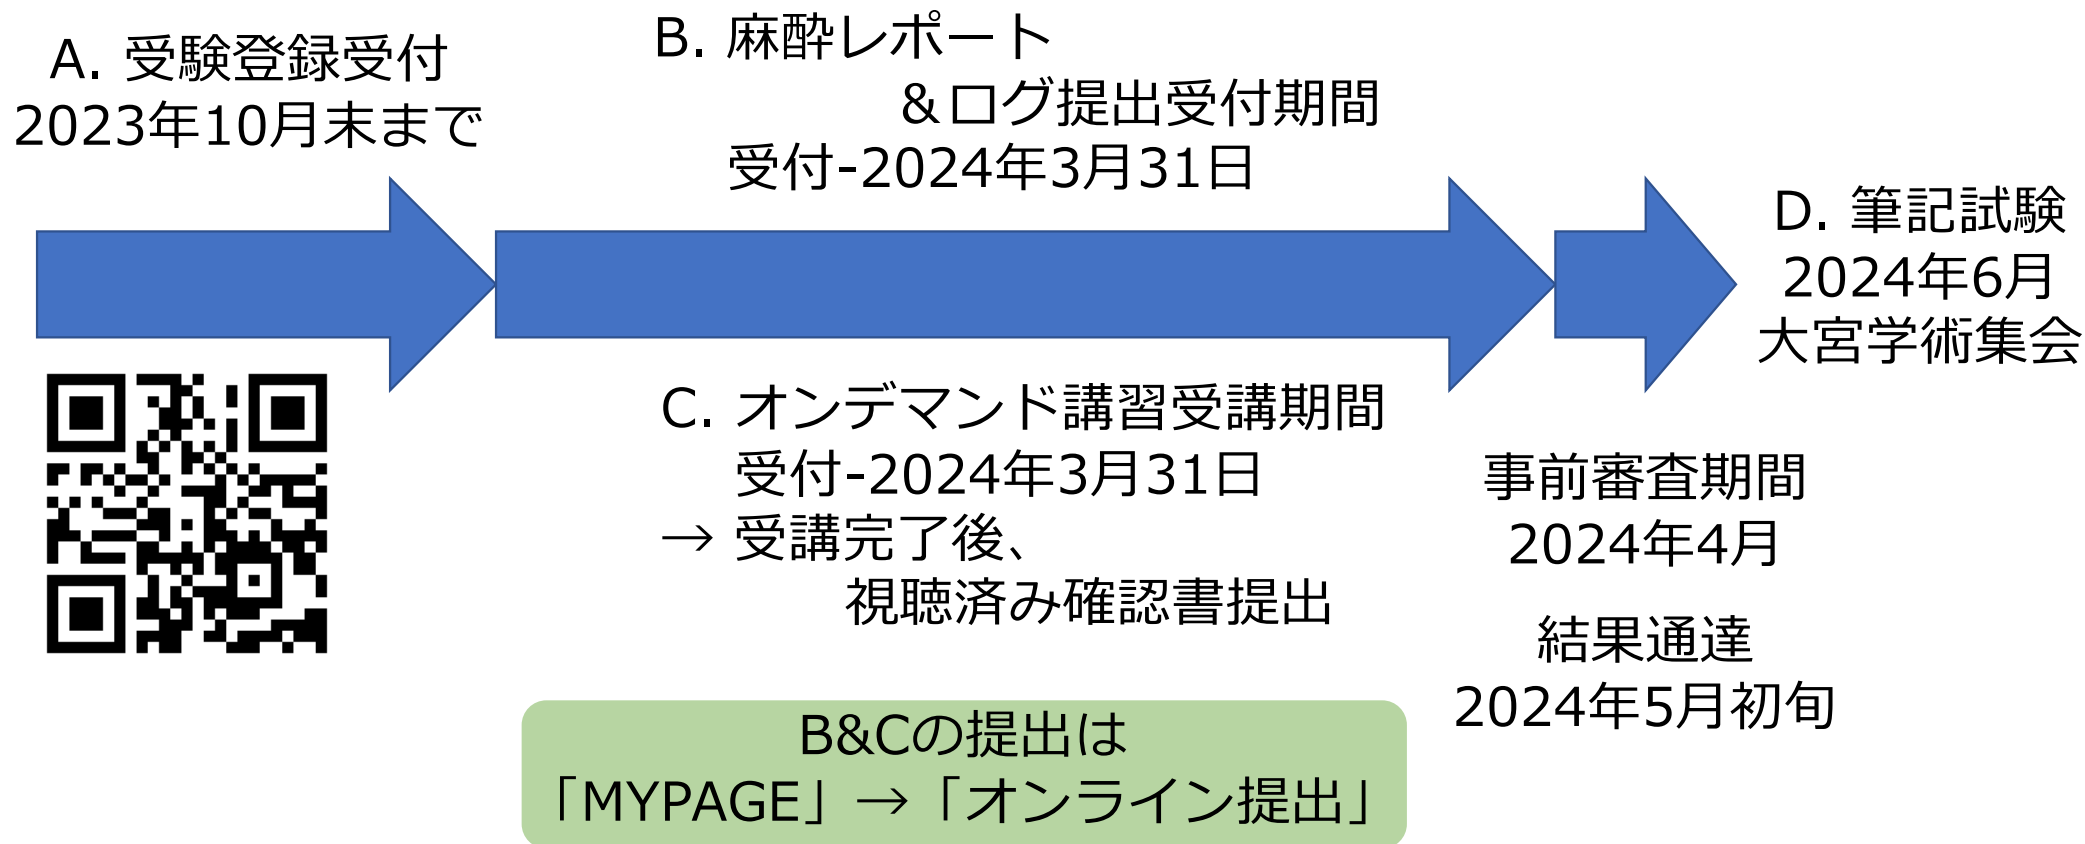 A. 受験登録受付
2023年10月末まで
B. 麻酔レポート
＆ログ提出受付期間
受付-2024年3月31日
C. オンデマンド講習受講期間
受付-2024年3月31日
→ 受講完了後、
視聴済み確認書提出
D. 筆記試験
2024年6月
大宮学術集会
事前審査期間
2024年4月
結果通達
2024年5月初旬
B&Cの提出は
「MYPAGE」→「オンライン提出」